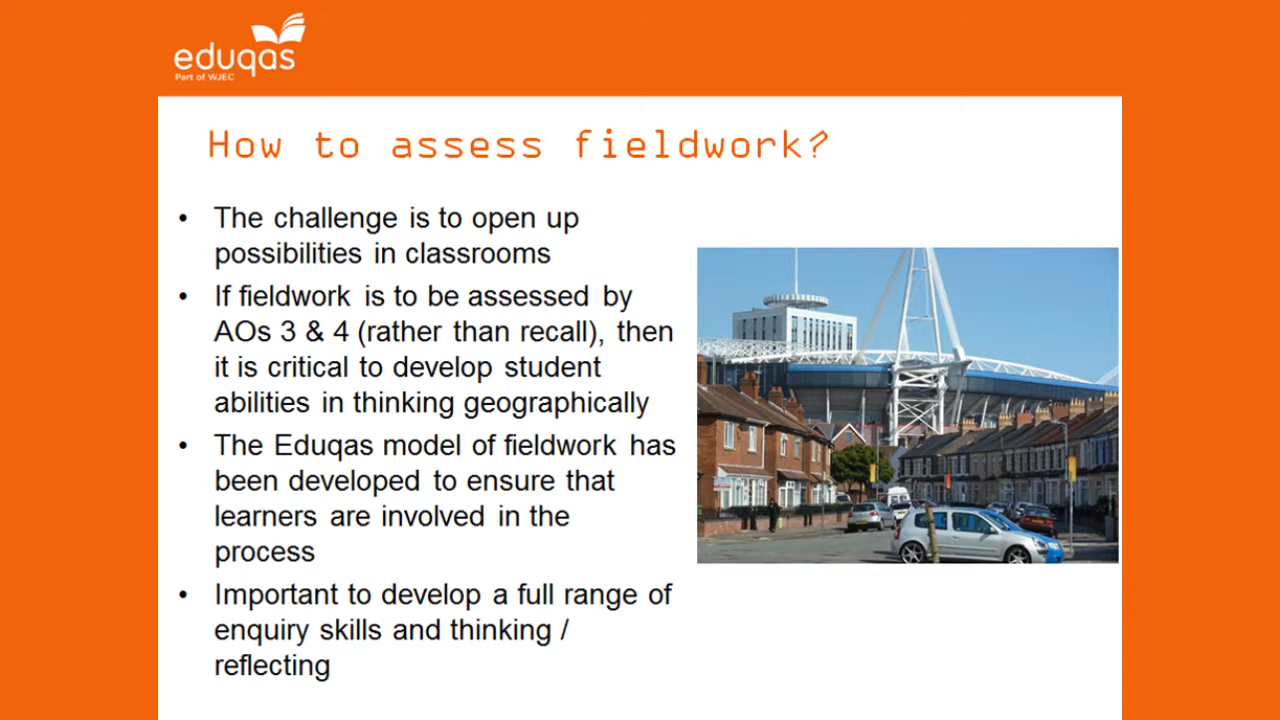 eduqas
Part of WJEC
How to assess fieldwork?
• The challenge is to open up
possibilities in classrooms
• If fieldwork is to be assessed by
AOs 3 & 4 (rather than recall), then
it is critical to develop student
abilities in thinking geographically
• The Eduqas model of fieldwork has
been developed to ensure that
learners are involved in the
process
• Important to develop a full range of
enquiry skills and thinking /
reflecting